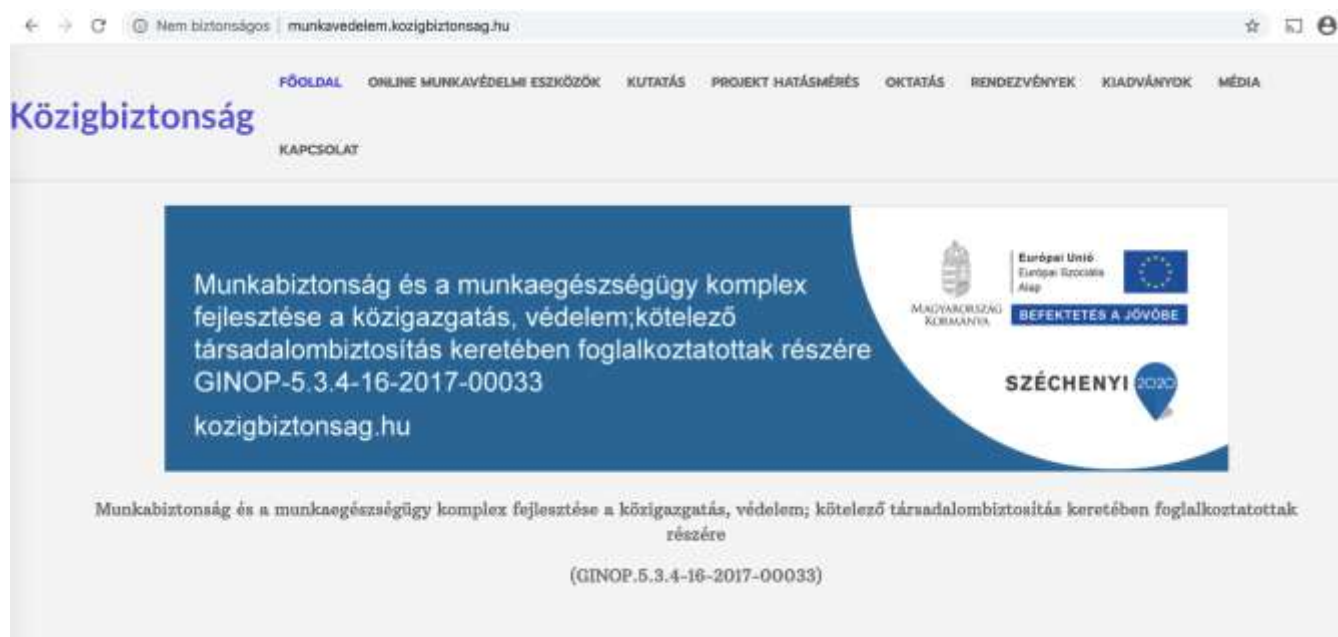 Nem biztonságos | munkavedelem.kozigbiztonsag.hu
Közigbiztonság
FŐOLDAL ONLINE MUNKAVÉDELMI ESZKÖZÖK KUTATÁS PROJEKT HATÁSMÉRÉS OKTATÁS RENDEZVÉNYEK KIADVÁNYOK MÉDIA
KAPCSOLAT
Munkabiztonság és a munkaegészségügy komplex
fejlesztése a közigazgatás, védelem;kötelező
társadalombiztosítás keretében foglalkoztatottak részére
GINOP-5.3.4-16-2017-00033
kozigbiztonsag.hu
MAGYARORSZÁG
KORMÁNYA
Európai Unió
Európai Szociális
Alap
BEFEKTETÉS A JÖVŐBE
SZÉCHENYI 2020
Munkabiztonság és a munkaegészségügy komplex fejlesztése a közigazgatás, védelem; kötelező társadalombiztosítás keretében foglalkoztatottak
részére
(GINOP.5.3.4-16-2017-00033)